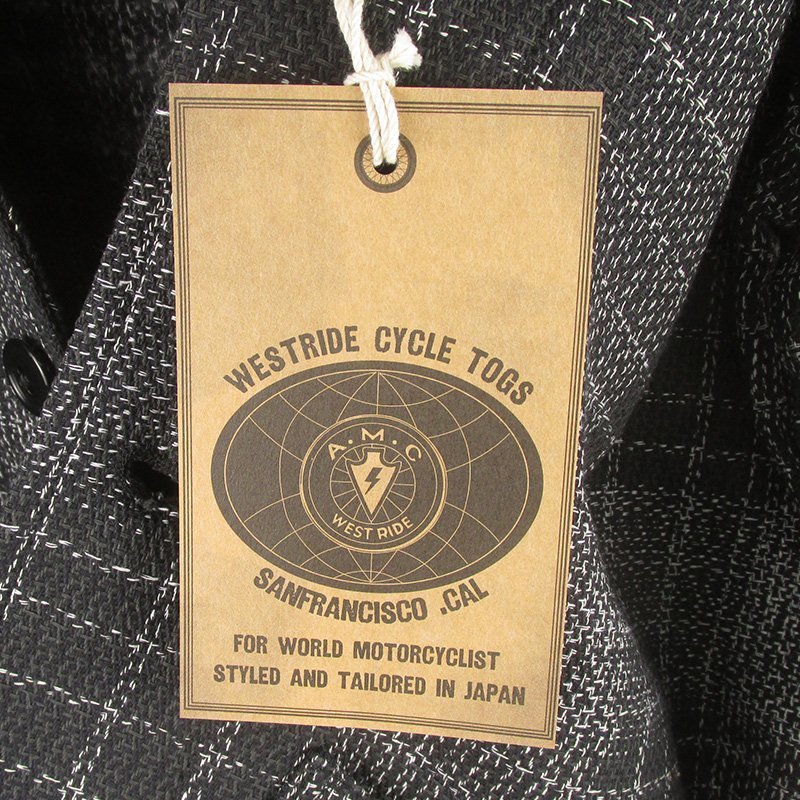 WESTRIDE CYCLE TOGS
A.M.C
WEST RIDE
SANFRANCISCO .CAL
FOR WORLD MOTORCYCLIST
STYLED AND TAILORED IN JAPAN